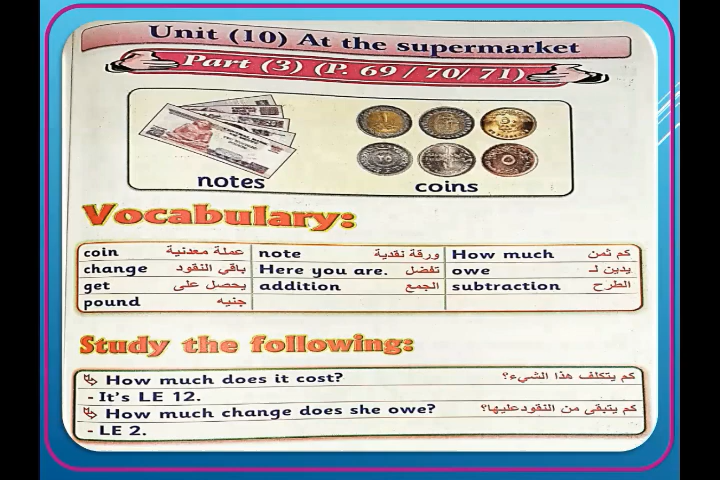 Unit (10) At the supermarket
Part (3) (P. 69 / 70/ 71)
notes
coins
Vocabulary:
coin عملة معدنية note ورقة نقدية How much كم ثمن
change باقي النقود Here you are. تفضل owe يدين لـ
get يحصل على addition الجمع subtraction الطرح
pound جنيه
Study the following:
How much does it cost? كم يتكلف هذا الشيء؟
- It's LE 12.
How much change does she owe? كم يتبقى من النقود عليها؟
- LE 2.